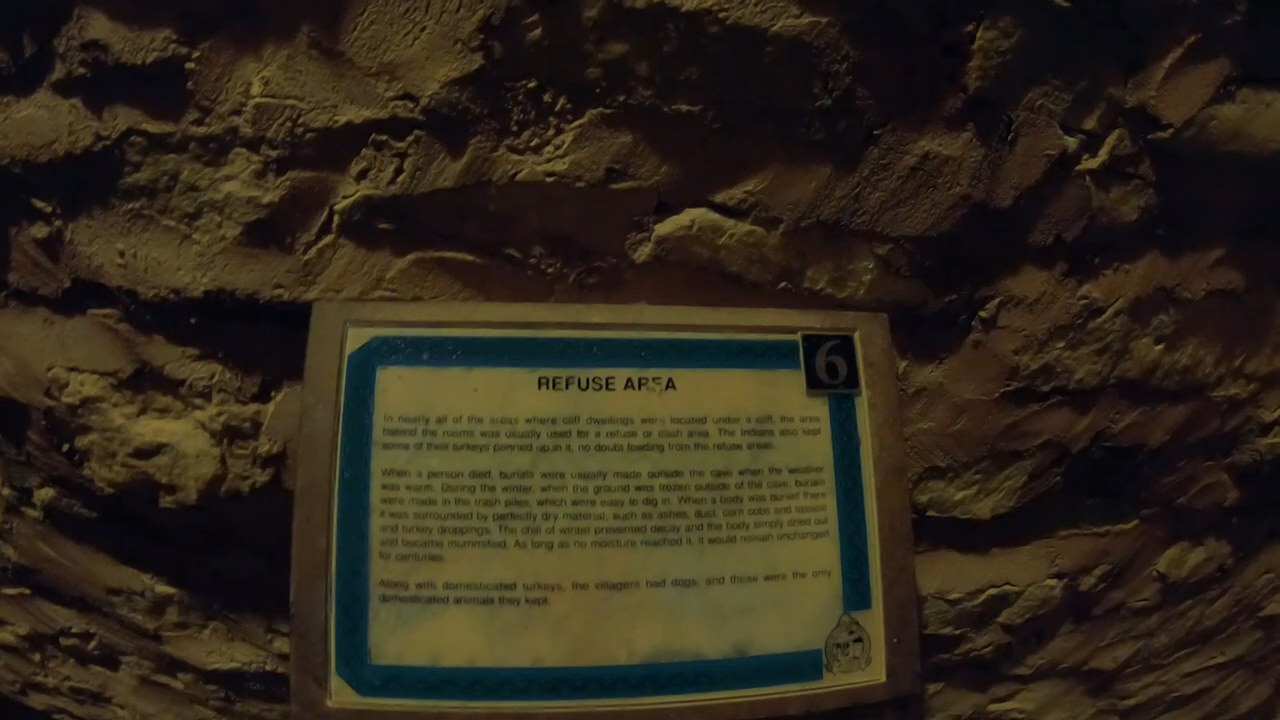 6
REFUSE AREA
In nearly all of the areas where cliff dwellings were located under a cliff, the area
behind the rooms was usually used for a refuse or trash area. The Indians also kept
some of their turkeys penned up in it, no doubt feeding from the refuse areas.
When a person died, burials were usually made outside the cave when the weather
was warm. During the winter, when the ground was frozen outside of the cave, burials
were made in the trash piles, which were easy to dig in. When a body was buried there
it was surrounded by perfectly dry material, such as ashes, dust, corn cobs and tassels
and turkey droppings. The chill of winter prevented decay and the body simply dried out
and became mummified. As long as no moisture reached it, it would remain unchanged
for centuries.
Along with domesticated turkeys, the villagers had dogs, and these were the only
domesticated animals they kept.